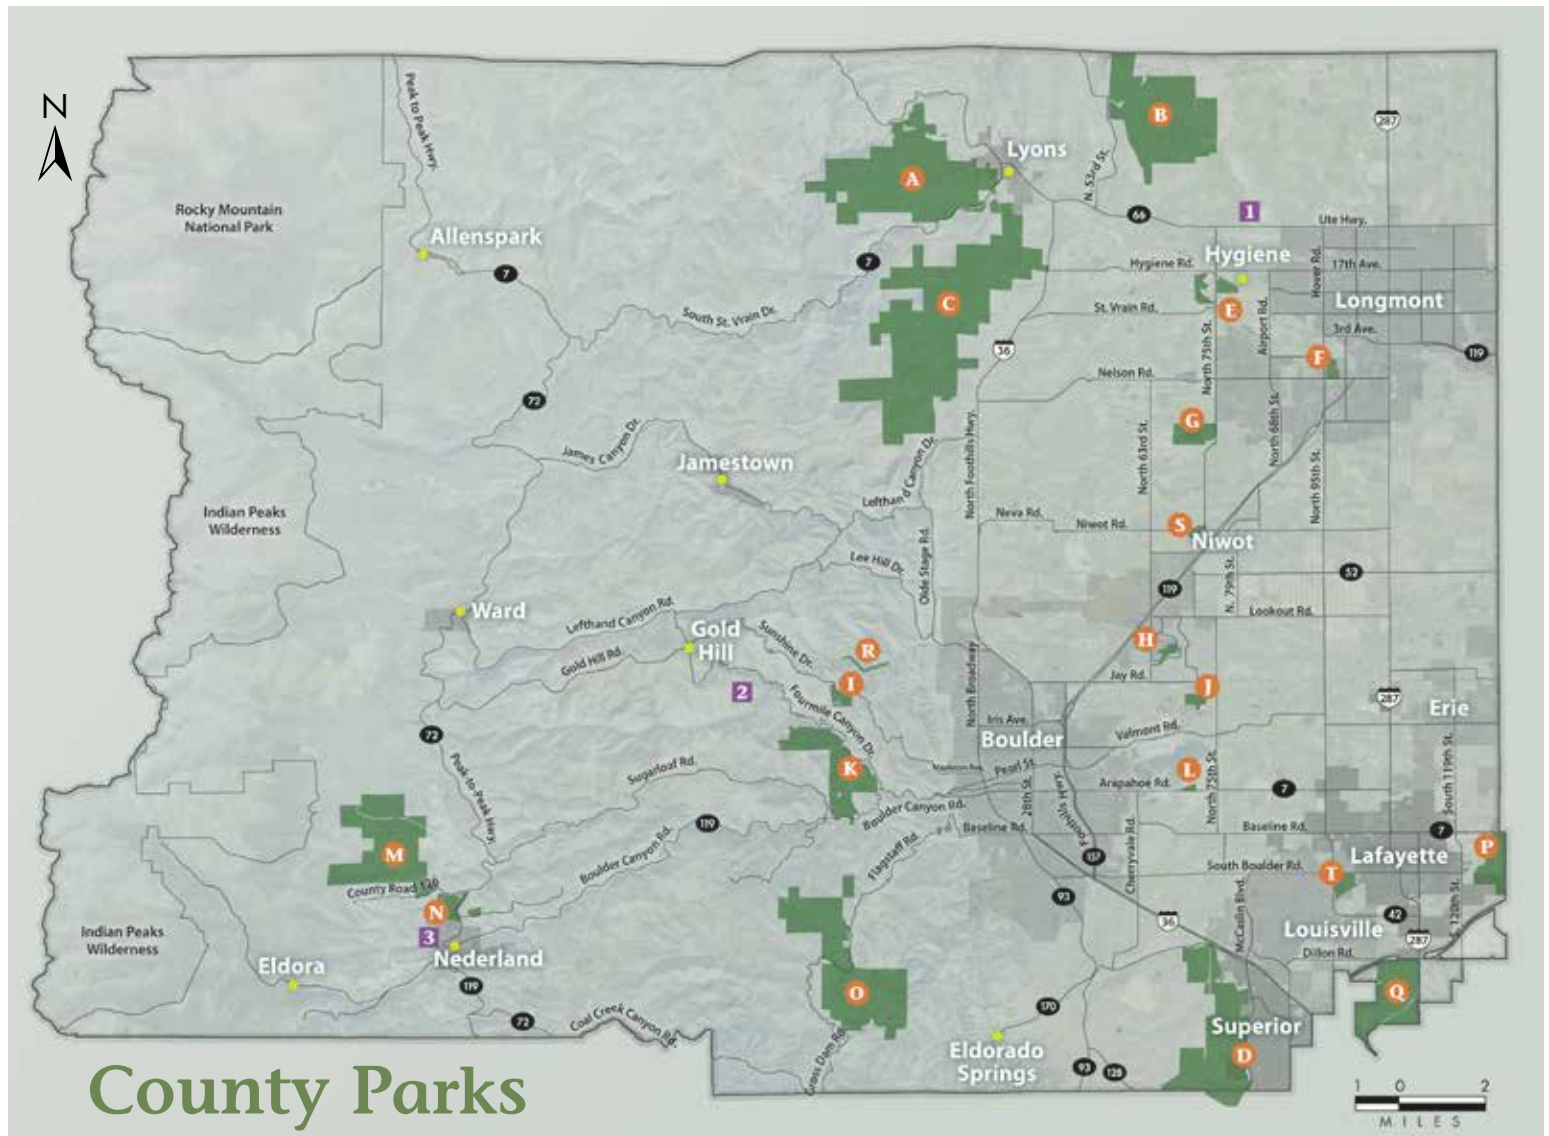 N
Peak to Peak Hwy.
B
287
Lyons
A
N. 53rd St.
Rocky Mountain
National Park
66
1
Ute Hwy.
Allenspark
7
7
Hygiene
Hygiene Rd.
Hover Rd.
17th Ave.
C
South St. Vrain Dr.
St. Vrain Rd.
E
Longmont
Airport Rd.
3rd Ave.
36
North 75th St.
F
119
Nelson Rd.
72
G
North 63rd St.
North 68th St.
North Foothills Hwy.
James Canyon Dr.
Jamestown
Lefthand Canyon D
North 95th St.
Indian Peaks
Wilderness
Neva Rd.
Niwot Rd.
S
Niwot
Olde Stage Rd.
Lee Hill Dr.
119
N. 79th St.
52
Ward
Lefthand Canyon Rd.
Lookout Rd.
Gold
Hill
Sunshine Dr.
Gold Hill Rd.
R
H
I
Jay Rd.
J
2
Fourmile Canyon Dr.
North Broadway
287
Erie
Iris Ave.
Boulder
Valmont Rd.
72
Peak-to-Peak Hwy.
Sugarloaf Rd.
K
Pearl St.
L
Arapahoe Rd.
North 75th St.
South 119th St.
28th St.
Foothills Hwy.
7
Boulder Canyon Rd.
119
Baseline Rd.
Baseline Rd.
7
M
Boulder Canyon Rd.
Flagstaff Rd.
157
Cherryvale Rd.
South Boulder Rd.
Lafayette
P
T
County Road 126
N
93
36
McCaslin Blvd.
42
120th St.
3
Indian Peaks
Wilderness
Nederland
Louisville
287
Dillon Rd.
Eldora
119
O
Q
72
Coal Creek Canyon Rd.
170
Superior
Gross Dam Rd.
Eldorado
Springs
D
93
128
County Parks
1 0 2
MILES